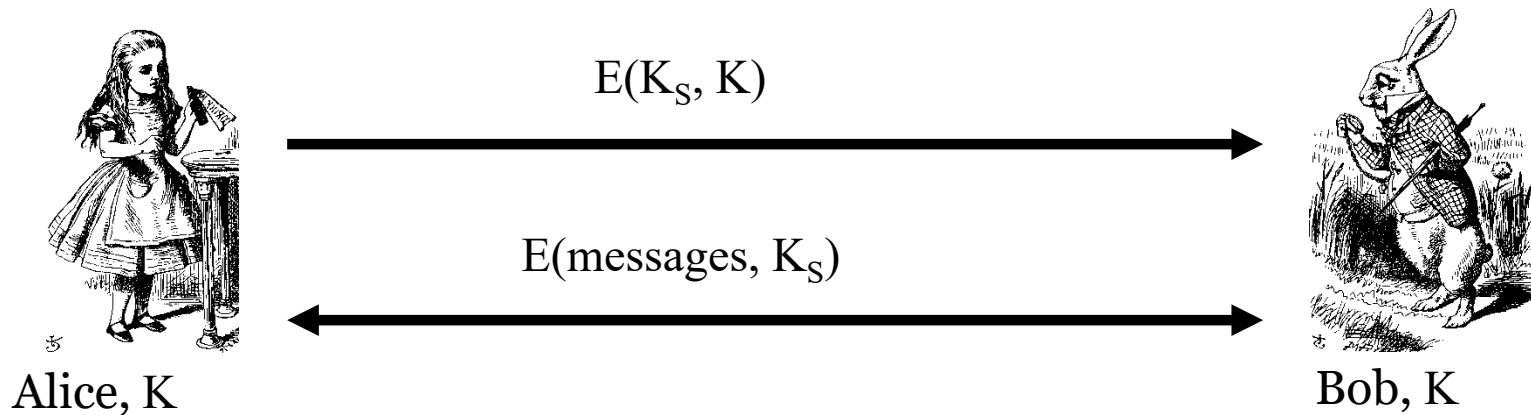 E(K_S, K)
E(messages, K_S)
Alice, K
Bob, K